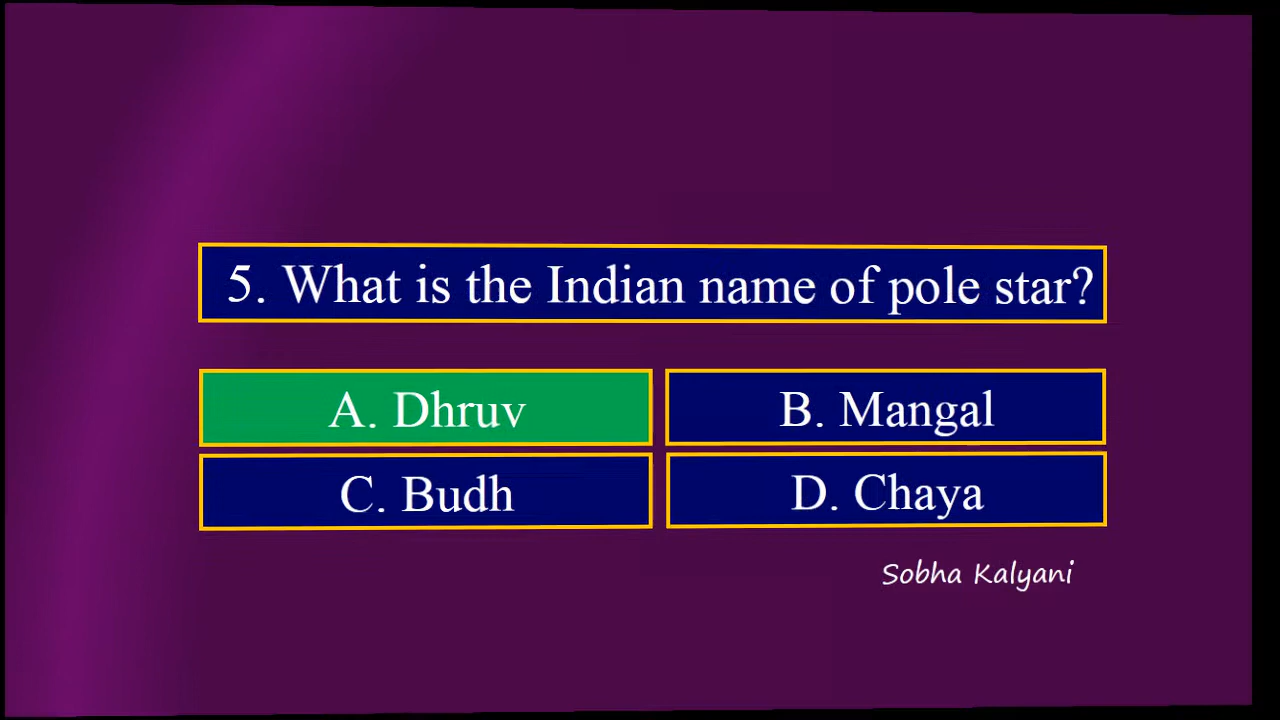 5. What is the Indian name of pole star?
A. Dhruv
B. Mangal
C. Budh
D. Chaya
Sobha Kalyani